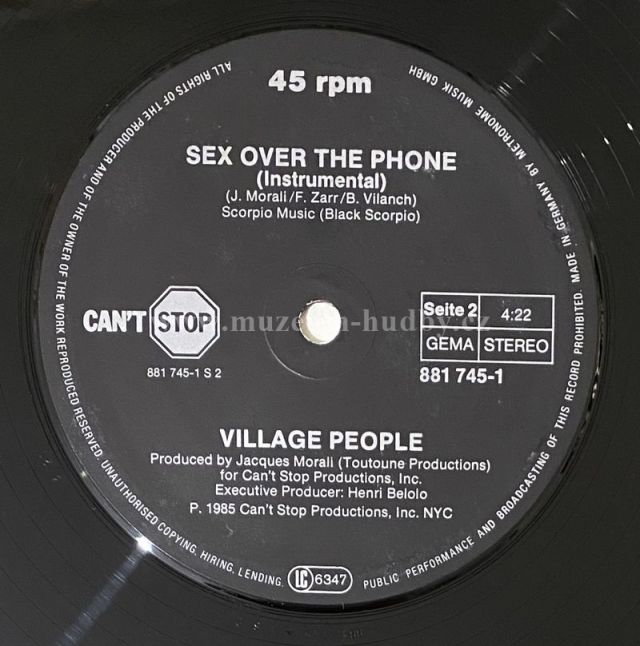 45 rpm
SEX OVER THE PHONE
(Instrumental)
(J. Morali/F. Zarr/B. Vilanch)
Scorpio Music (Black Scorpio)
CAN'T STOP
881 745-1 S 2
Seite 2 4:22
GEMA STEREO
881 745-1
VILLAGE PEOPLE
Produced by Jacques Morali (Toutoune Productions)
for Can't Stop Productions, Inc.
Executive Producer: Henri Belolo
P. 1985 Can't Stop Productions, Inc. NYC
ALL RIGHTS OF THE PRODUCER AND OF THE OWNER OF THE WORK REPRODUCED RESERVED. UNAUTHORISED COPYING, HIRING, LENDING, LC 6347 PUBLIC PERFORMANCE AND BROADCASTING OF THIS RECORD PROHIBITED. MADE IN GERMANY BY METRONOME MUSIK GMBH